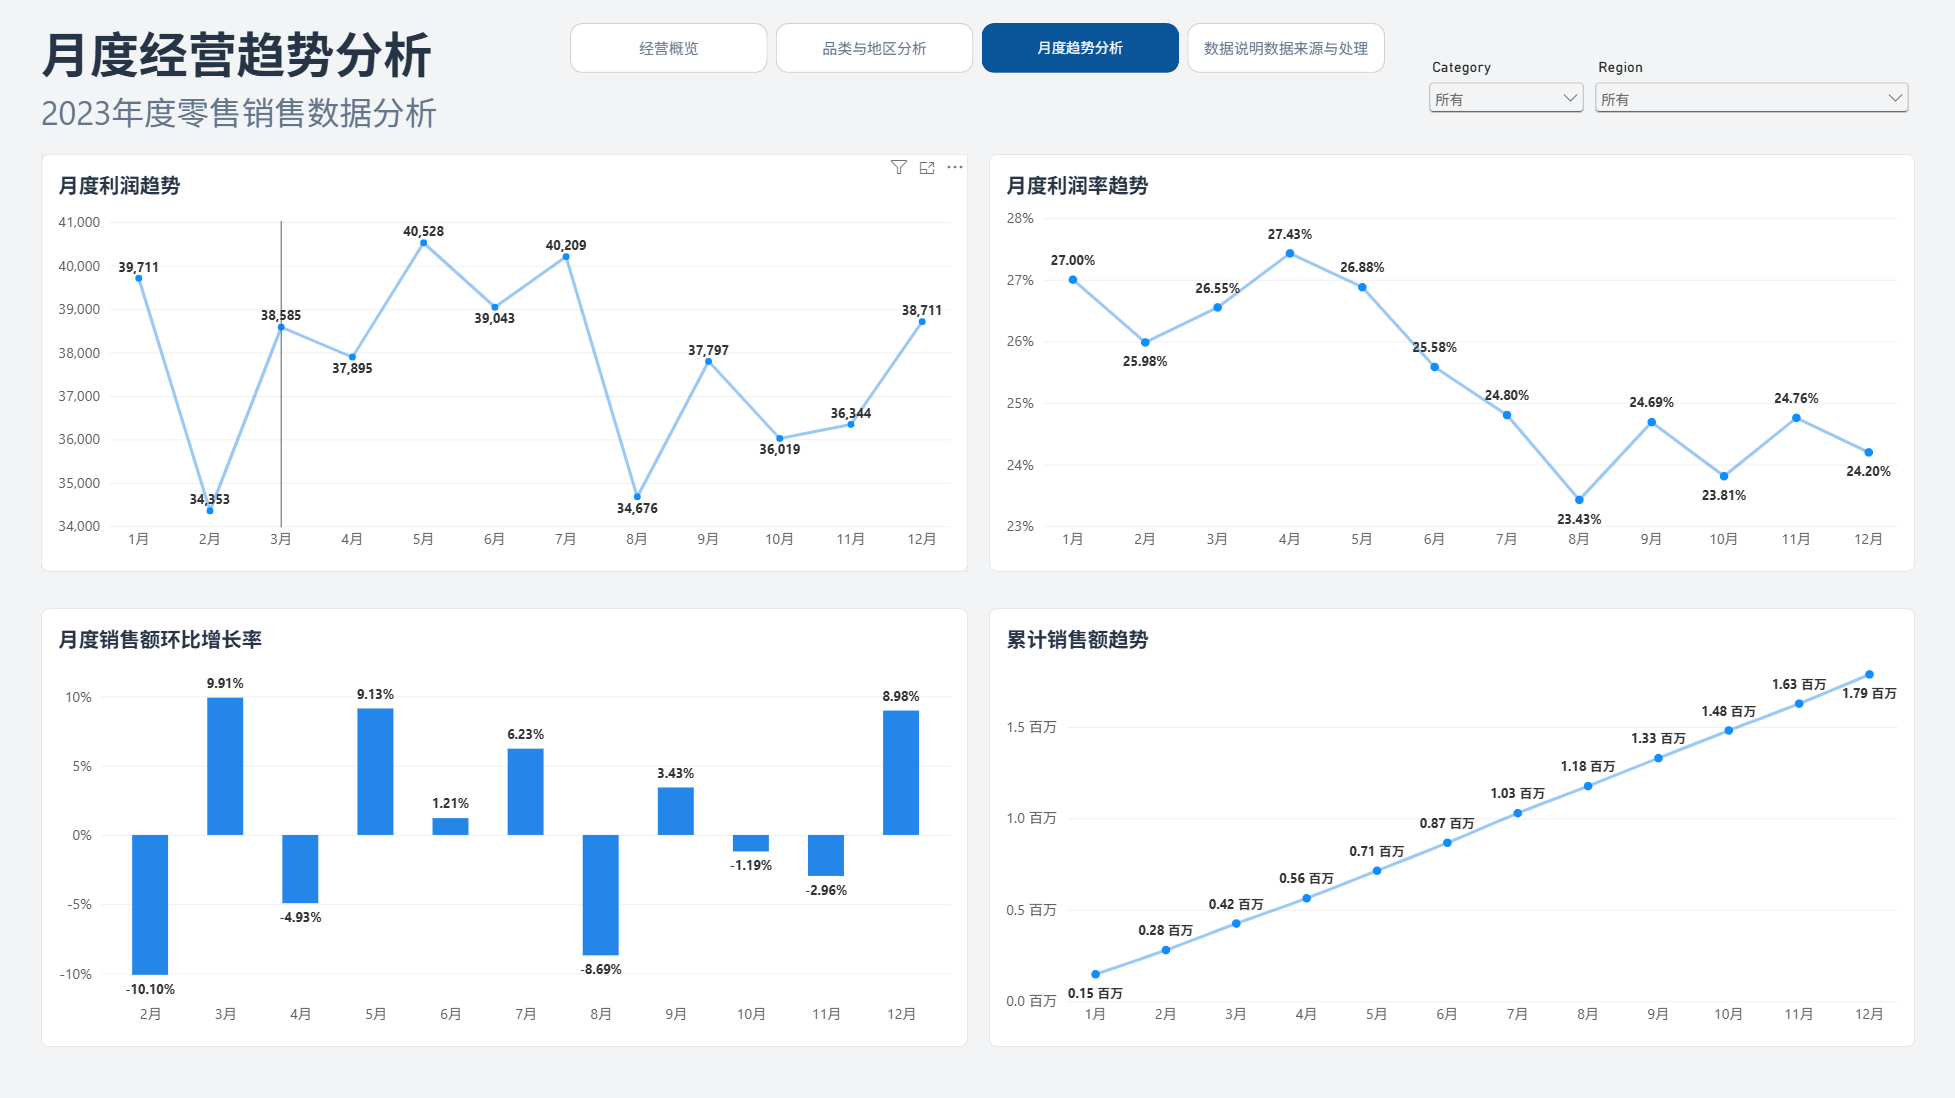 月度经营趋势分析
2023年度零售销售数据分析
经营概览
品类与地区分析
月度趋势分析
数据说明数据来源与处理
Category
Region
所有
所有
月度利润趋势
41,000
40,000
39,000
38,000
37,000
36,000
35,000
34,000
39,711
34,353
38,585
37,895
40,528
39,043
40,209
34,676
37,797
36,019
36,344
38,711
1月
2月
3月
4月
5月
6月
7月
8月
9月
10月
11月
12月
月度利润率趋势
28%
27%
26%
25%
24%
23%
27.00%
25.98%
26.55%
27.43%
26.88%
25.58%
24.80%
23.43%
24.69%
23.81%
24.76%
24.20%
1月
2月
3月
4月
5月
6月
7月
8月
9月
10月
11月
12月
月度销售额环比增长率
10%
5%
0%
-5%
-10%
-10.10%
9.91%
-4.93%
9.13%
1.21%
6.23%
-8.69%
3.43%
-1.19%
-2.96%
8.98%
2月
3月
4月
5月
6月
7月
8月
9月
10月
11月
12月
累计销售额趋势
1.5 百万
1.0 百万
0.5 百万
0.0 百万
0.15 百万
0.28 百万
0.42 百万
0.56 百万
0.71 百万
0.87 百万
1.03 百万
1.18 百万
1.33 百万
1.48 百万
1.63 百万
1.79 百万
1月
2月
3月
4月
5月
6月
7月
8月
9月
10月
11月
12月